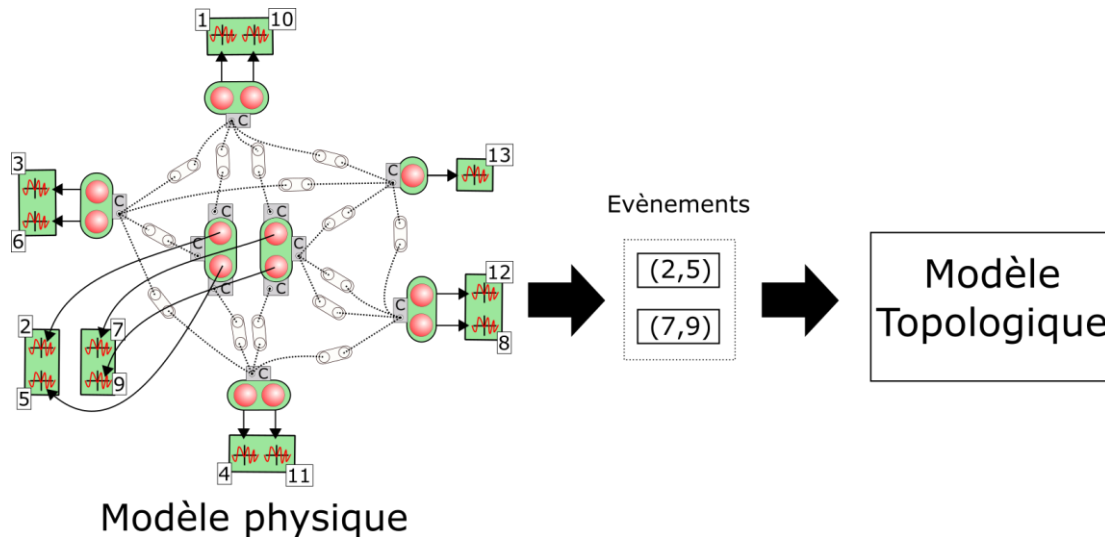 1 10
C
3
6
C
C
13
Evènements
C C
C C
C C
(2,5)
(7,9)
Modèle
Topologique
12
8
C
2 7
5 9
C
4 11
Modèle physique